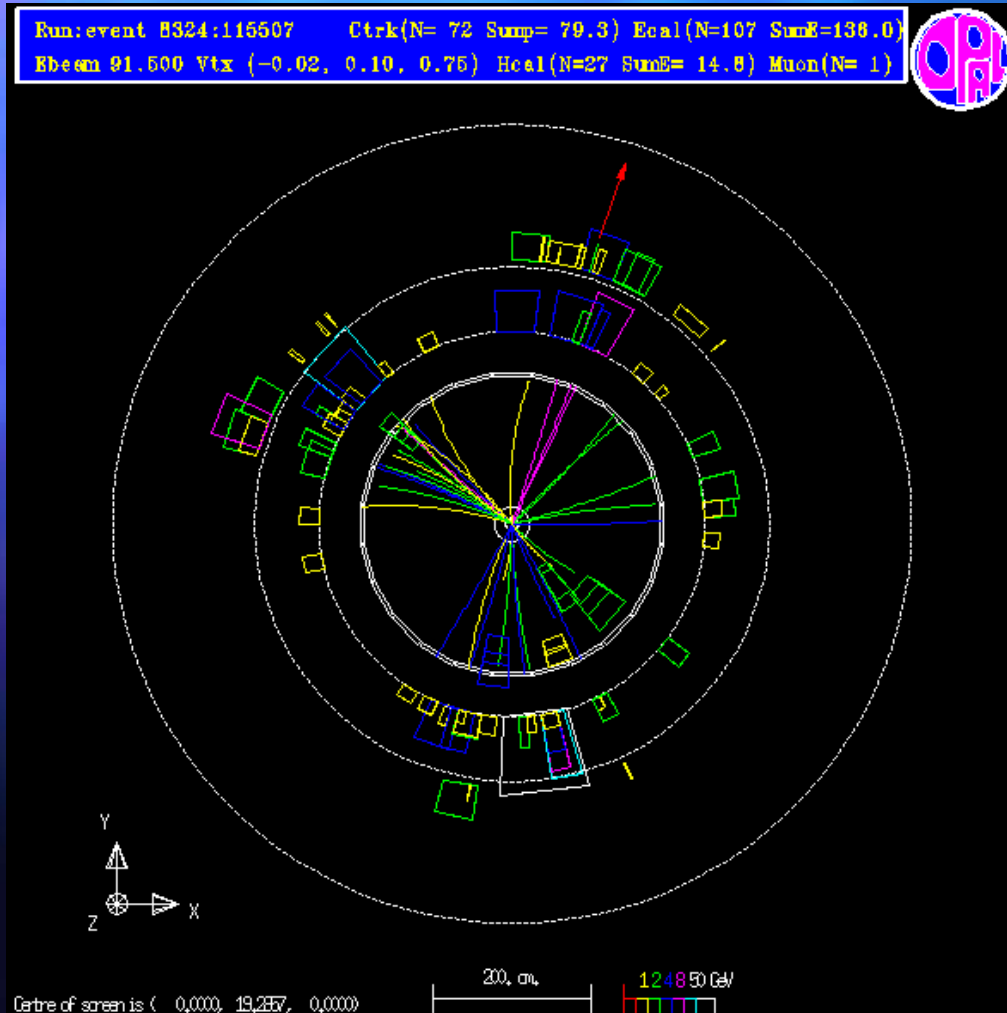 Run:event 8324:115507 Ctrk(N= 72 Sump= 79.3) Ecal(N=107 SumE=138.0)
Ebeam 91.500 Vtx (-0.02, 0.10, 0.75) Hcal(N=27 SumE= 14.8) Muon(N= 1)
OPAL
Y
X
Z
200. cm.
1 2 4 8 50 GeV
Centre of screen is ( 0.0000, 19.2857, 0.0000)